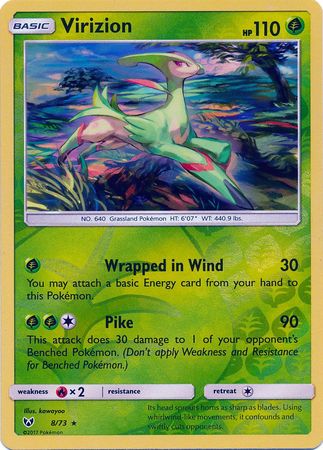 BASIC Virizion HP 110
NO. 640 Grassland Pokémon HT: 6'07" WT: 440.9 lbs.
Wrapped in Wind 30
You may attach a basic Energy card from your hand to
this Pokémon.
Pike 90
This attack does 30 damage to 1 of your opponent's
Benched Pokémon. (Don't apply Weakness and Resistance
for Benched Pokémon.)
weakness ×2 resistance retreat
Illus. kawayoo
8/73 ★
©2017 Pokémon
Its head sprouts horns as sharp as blades. Using
whirlwind-like movements, it confounds and
swiftly cuts opponents.